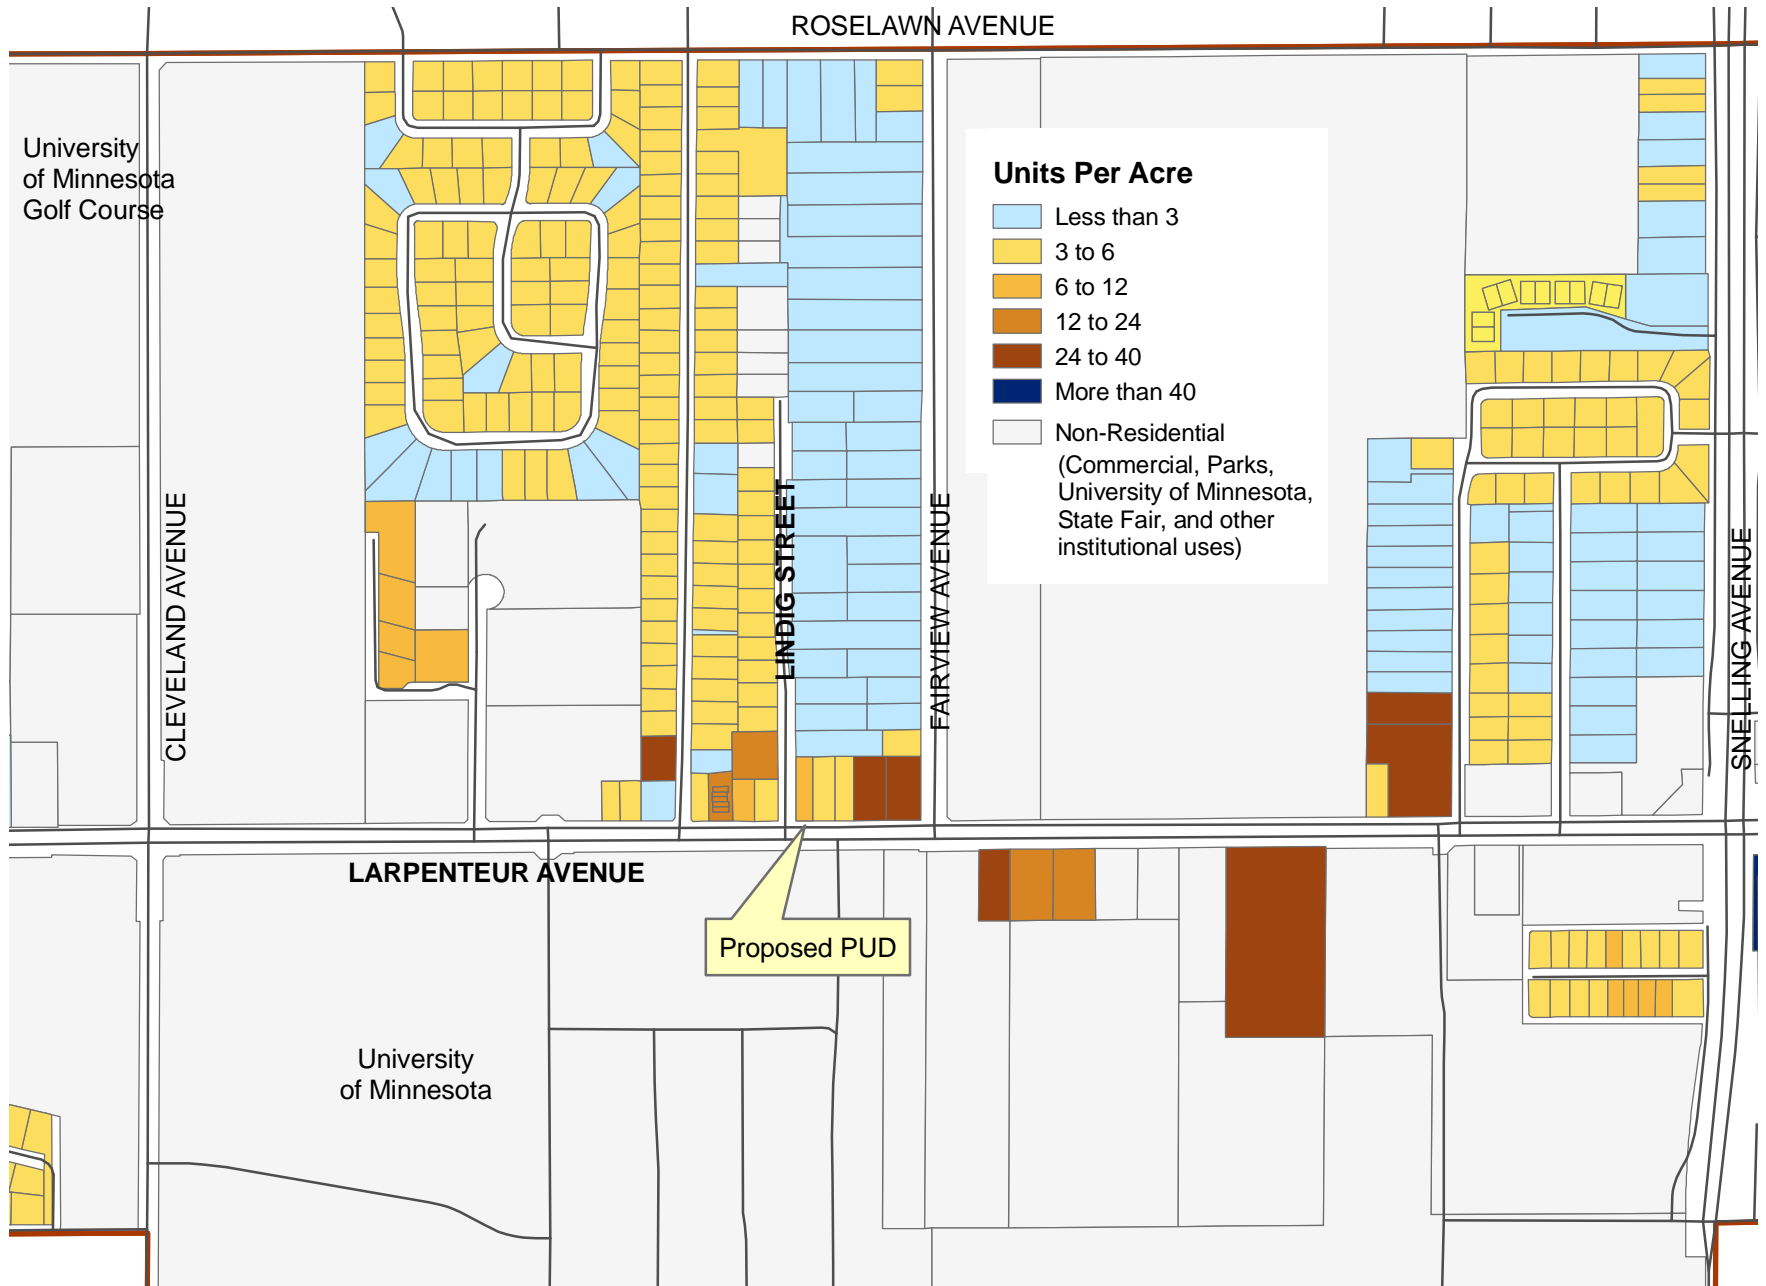 ROSELAWN AVENUE
University
of Minnesota
Golf Course
Units Per Acre
Less than 3
3 to 6
6 to 12
12 to 24
24 to 40
More than 40
Non-Residential
(Commercial, Parks,
University of Minnesota,
State Fair, and other
institutional uses)
CLEVELAND AVENUE
LINDIG STREET
FAIRVIEW AVENUE
SNELLING AVENUE
LARPENTEUR AVENUE
Proposed PUD
University
of Minnesota